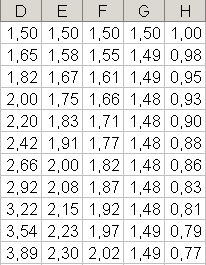 D E F G H
1,50 1,50 1,50 1,50 1,00
1,65 1,58 1,55 1,49 0,98
1,82 1,67 1,61 1,49 0,95
2,00 1,75 1,66 1,48 0,93
2,20 1,83 1,71 1,48 0,90
2,42 1,91 1,77 1,48 0,88
2,66 2,00 1,82 1,48 0,86
2,92 2,08 1,87 1,48 0,83
3,22 2,15 1,92 1,48 0,81
3,54 2,23 1,97 1,49 0,79
3,89 2,30 2,02 1,49 0,77